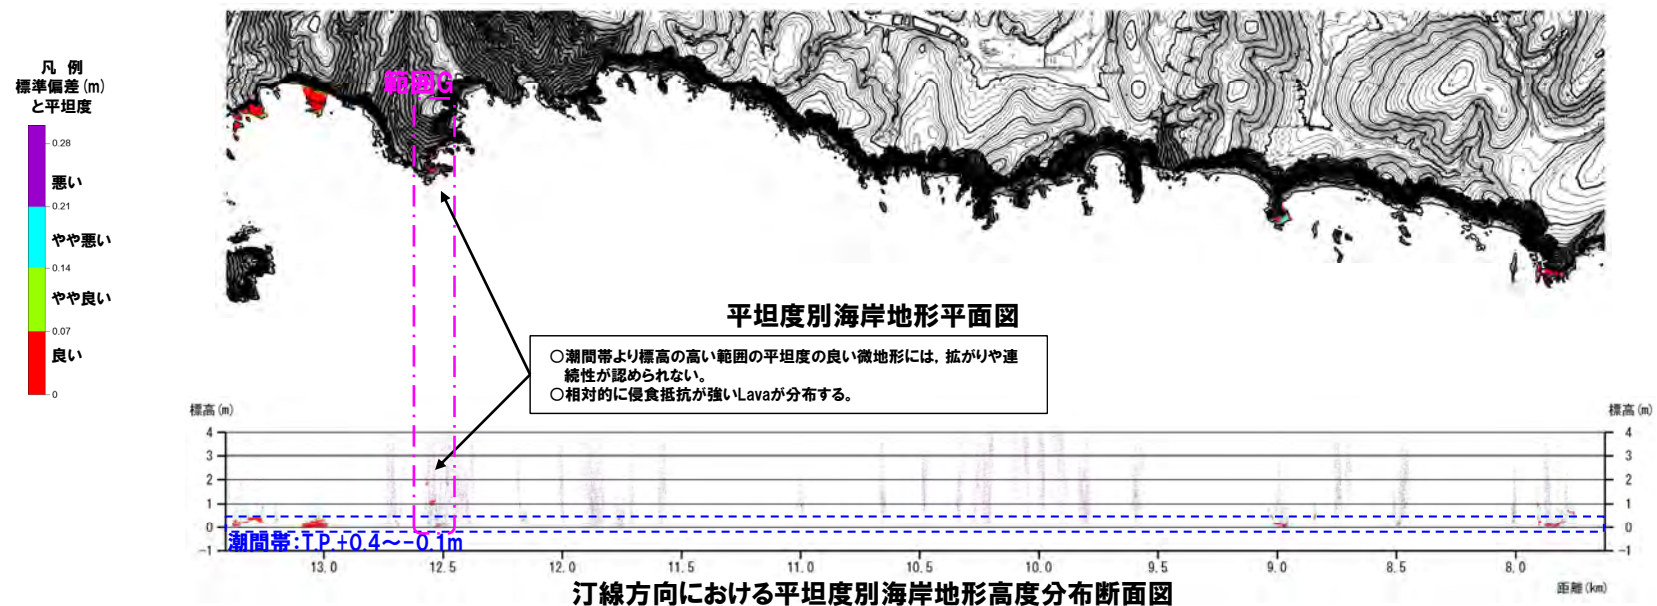 凡 例
標準偏差(m)
と平坦度
0.28
悪い
0.21
やや悪い
0.14
やや良い
0.07
良い
0
範囲G
平坦度別海岸地形平面図
○潮間帯より標高の高い範囲の平坦度の良い微地形には，拡がりや連
続性が認められない。
○相対的に侵食抵抗が強いLavaが分布する。
標高(m)
標高(m)
4
3
2
1
0
-1
4
3
2
1
0
-1
潮間帯:T.P.+0.4～-0.1m
13.0 12.5 12.0 11.5 11.0 10.5 10.0 9.5 9.0 8.5 8.0
距離(km)
汀線方向における平坦度別海岸地形高度分布断面図